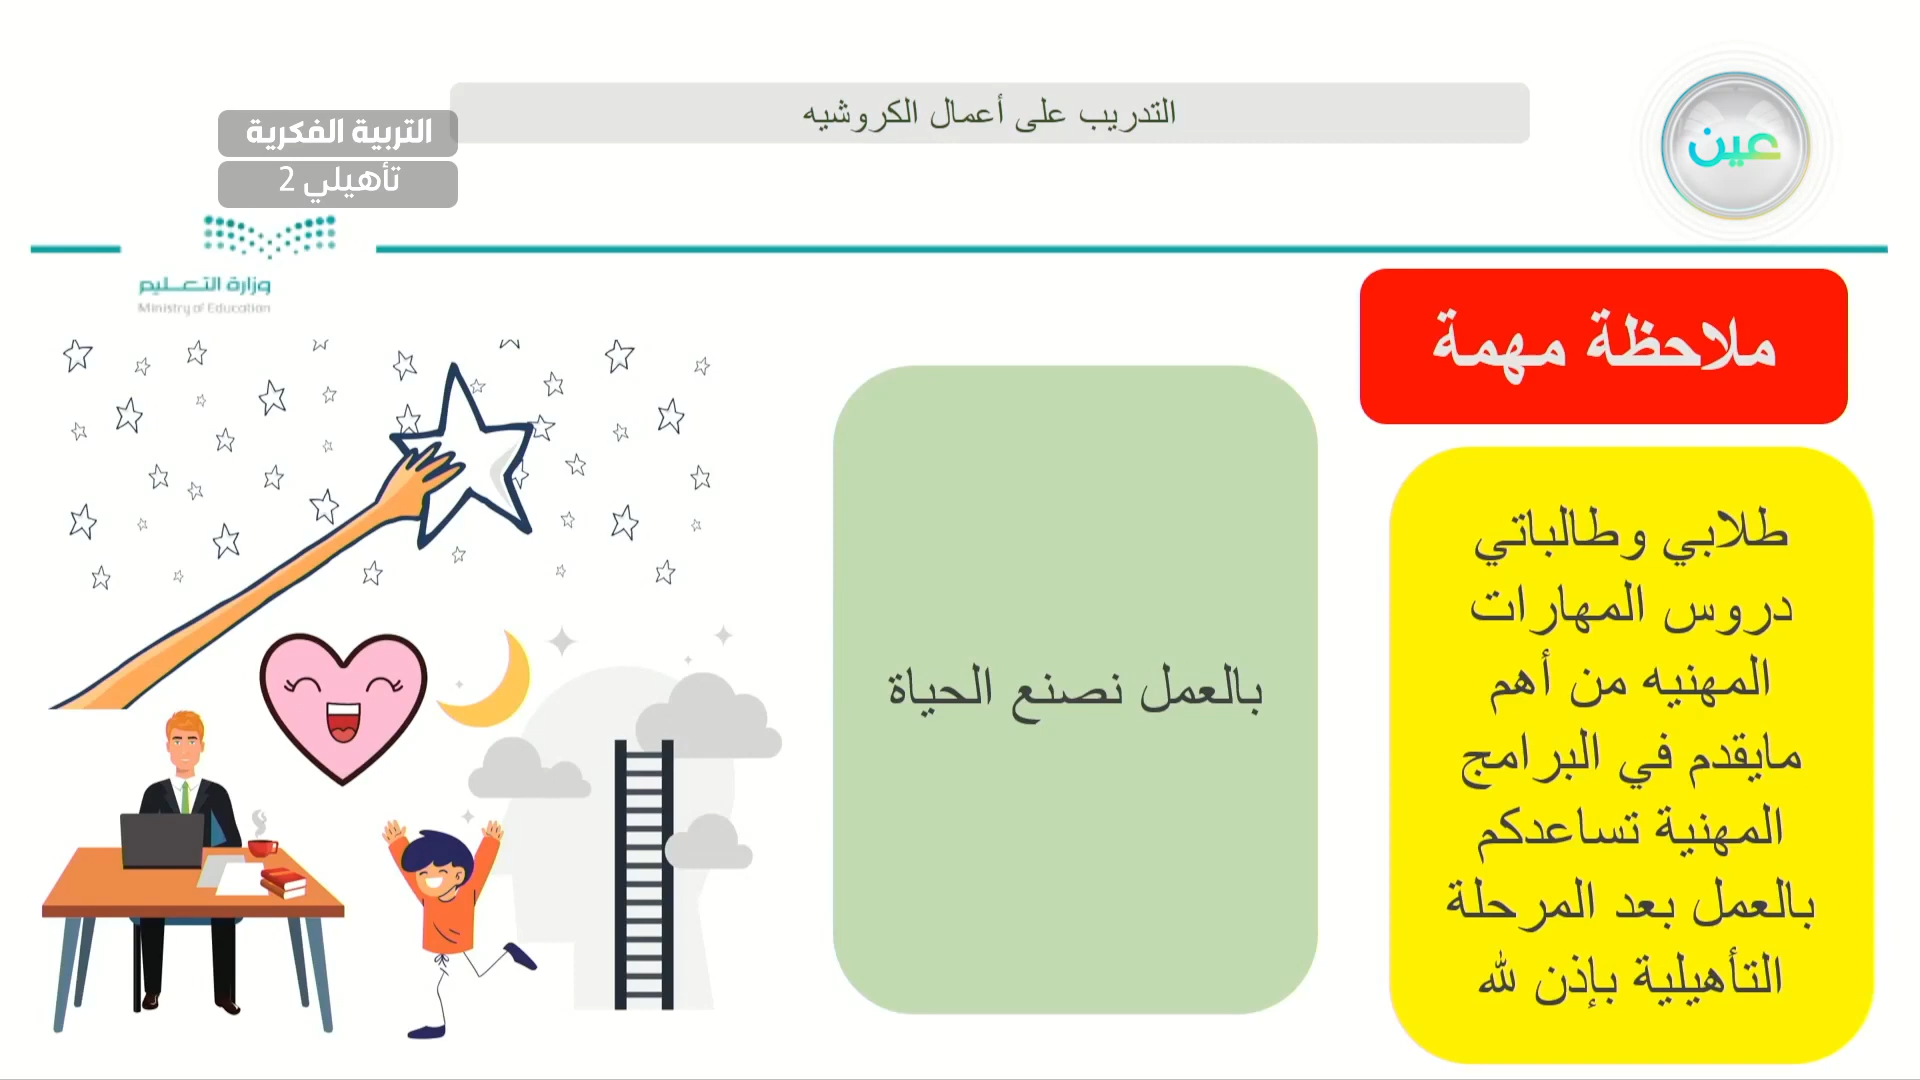 التدريب على أعمال الكروشيه
عين
التربية الفكرية
تأهيلي 2
وزارة التعليم
Ministry of Education
ملاحظة مهمة
طلابي وطالباتي
دروس المهارات
المهنيه من أهم
مايقدم في البرامج
المهنية تساعدكم
بالعمل بعد المرحلة
التأهيلية بإذن لله
بالعمل نصنع الحياة